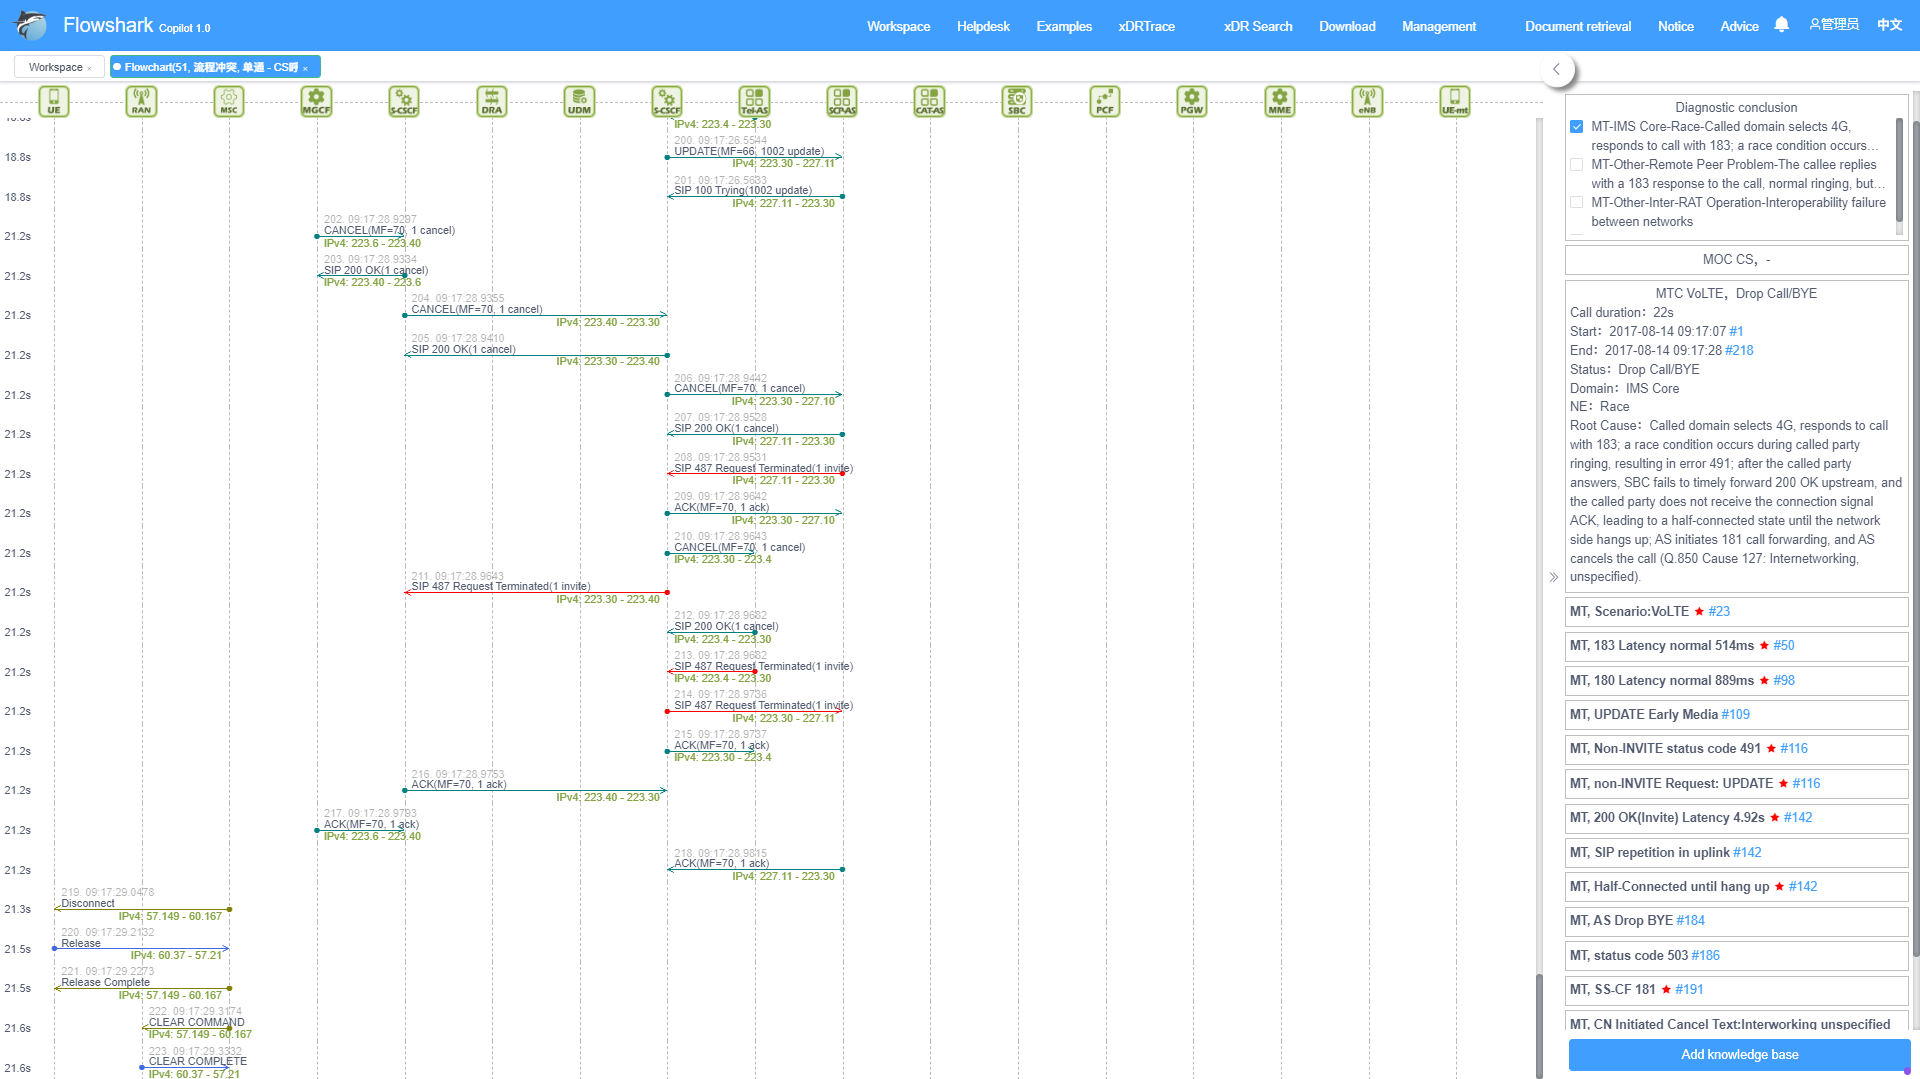 Flowshark Copilot 1.0
Workspace Helpdesk Examples xDRTrace xDR Search Download Management Document retrieval Notice Advice 管理员 中文
Workspace ×
Flowchart(51, 流程冲突, 单通 - CS呼 ×
UE RAN MSC MGCF S-CSCF DRA UDM S-CSCF Tel-AS SCP-AS CAT-AS SBC PCF PGW MME eNB UE-mt
18.8s
IPv4: 223.4 - 223.30
200. 09:17:26.5544
18.8s
UPDATE(MF=66, 1002 update)
IPv4: 223.30 - 227.11
201. 09:17:26.5633
18.8s
SIP 100 Trying(1002 update)
IPv4: 227.11 - 223.30
202. 09:17:28.9297
21.2s
CANCEL(MF=70, 1 cancel)
IPv4: 223.6 - 223.40
203. 09:17:28.9334
21.2s
SIP 200 OK(1 cancel)
IPv4: 223.40 - 223.6
204. 09:17:28.9355
21.2s
CANCEL(MF=70, 1 cancel)
IPv4: 223.40 - 223.30
205. 09:17:28.9410
21.2s
SIP 200 OK(1 cancel)
IPv4: 223.30 - 223.40
206. 09:17:28.9442
21.2s
CANCEL(MF=70, 1 cancel)
IPv4: 223.30 - 227.10
207. 09:17:28.9528
21.2s
SIP 200 OK(1 cancel)
IPv4: 227.11 - 223.30
208. 09:17:28.9531
21.2s
SIP 487 Request Terminated(1 invite)
IPv4: 227.11 - 223.30
209. 09:17:28.9642
21.2s
ACK(MF=70, 1 ack)
IPv4: 223.30 - 227.10
210. 09:17:28.9643
21.2s
CANCEL(MF=70, 1 cancel)
IPv4: 223.30 - 223.4
211. 09:17:28.9643
21.2s
SIP 487 Request Terminated(1 invite)
IPv4: 223.30 - 223.40
212. 09:17:28.9682
21.2s
SIP 200 OK(1 cancel)
IPv4: 223.4 - 223.30
213. 09:17:28.9682
21.2s
SIP 487 Request Terminated(1 invite)
IPv4: 223.4 - 223.30
214. 09:17:28.9736
21.2s
SIP 487 Request Terminated(1 invite)
IPv4: 223.30 - 227.11
215. 09:17:28.9737
21.2s
ACK(MF=70, 1 ack)
IPv4: 223.30 - 223.4
216. 09:17:28.9753
21.2s
ACK(MF=70, 1 ack)
IPv4: 223.40 - 223.30
217. 09:17:28.9793
21.2s
ACK(MF=70, 1 ack)
IPv4: 223.6 - 223.40
218. 09:17:28.9815
21.2s
ACK(MF=70, 1 ack)
IPv4: 227.11 - 223.30
219. 09:17:29.0478
21.3s
Disconnect
IPv4: 57.149 - 60.167
220. 09:17:29.2132
21.5s
Release
IPv4: 60.37 - 57.21
221. 09:17:29.2273
21.5s
Release Complete
IPv4: 57.149 - 60.167
222. 09:17:29.3174
21.6s
CLEAR COMMAND
IPv4: 57.149 - 60.167
223. 09:17:29.3332
21.6s
CLEAR COMPLETE
IPv4: 60.37 - 57.21
Diagnostic conclusion
MT-IMS Core-Race-Called domain selects 4G,
responds to call with 183; a race condition occurs…
MT-Other-Remote Peer Problem-The callee replies
with a 183 response to the call, normal ringing, but…
MT-Other-Inter-RAT Operation-Interoperability failure
between networks
MOC CS，-
MTC VoLTE，Drop Call/BYE
Call duration：22s
Start：2017-08-14 09:17:07 #1
End：2017-08-14 09:17:28 #218
Status：Drop Call/BYE
Domain：IMS Core
NE：Race
Root Cause：Called domain selects 4G, responds to call
with 183; a race condition occurs during called party
ringing, resulting in error 491; after the called party
answers, SBC fails to timely forward 200 OK upstream, and
the called party does not receive the connection signal
ACK, leading to a half-connected state until the network
side hangs up; AS initiates 181 call forwarding, and AS
cancels the call (Q.850 Cause 127: Internetworking,
unspecified).
MT, Scenario:VoLTE ★ #23
MT, 183 Latency normal 514ms ★ #50
MT, 180 Latency normal 889ms ★ #98
MT, UPDATE Early Media #109
MT, Non-INVITE status code 491 ★ #116
MT, non-INVITE Request: UPDATE ★ #116
MT, 200 OK(Invite) Latency 4.92s ★ #142
MT, SIP repetition in uplink #142
MT, Half-Connected until hang up ★ #142
MT, AS Drop BYE #184
MT, status code 503 #186
MT, SS-CF 181 ★ #191
MT, CN Initiated Cancel Text:Interworking unspecified
Add knowledge base